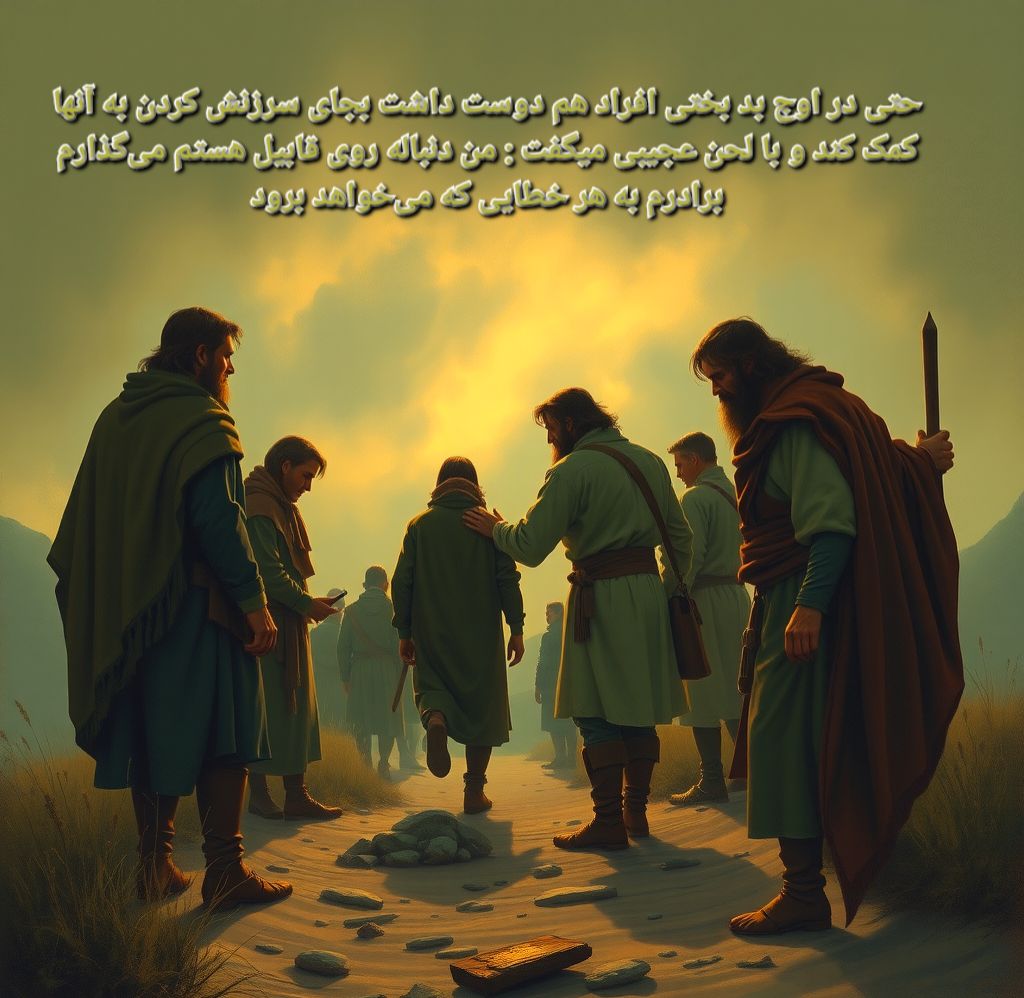 حتی در اوج بد بختی افراد هم دوست داشت بجای سرزنش کردن به آنها
کمک کند و با لحن عجیبی میکفت : من دنباله روی قابیل هستم می‌گذارم
برادرم به هر خطایی که می‌خواهد برود